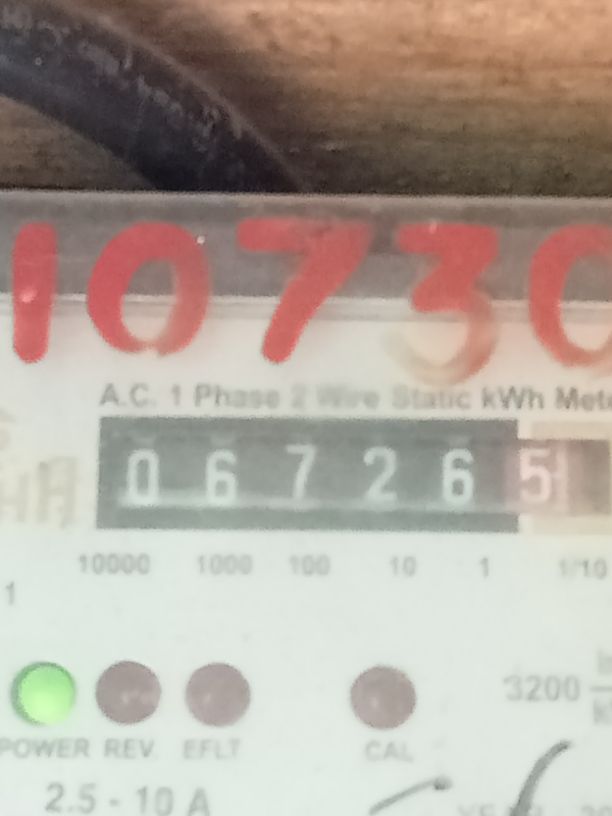 10730
A.C. 1 Phase 2 Wire Static kWh Mete
0 6 7 2 6 5
10000 1000 100 10 1 1/10
1
3200
POWER REV. EFLT CAL
2.5 - 10 A